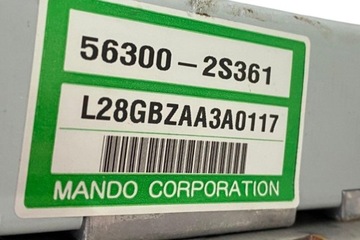 56300-2S361
L28GBZAA3A0117
MANDO CORPORATION